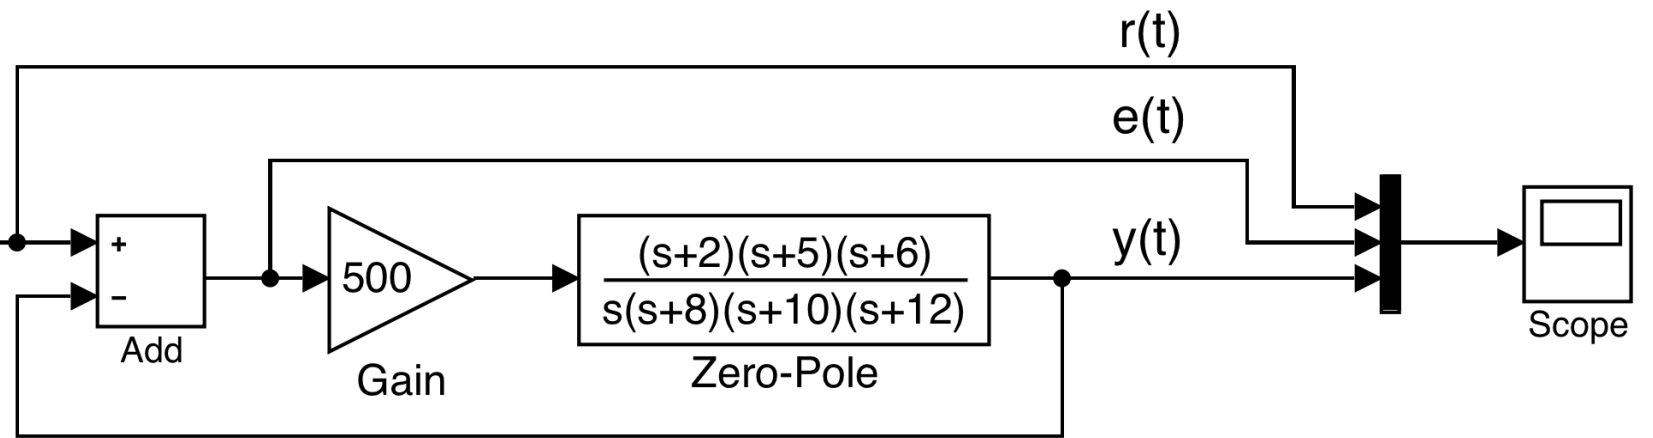 r(t)
e(t)
y(t)
+
−
500
(s+2)(s+5)(s+6)
s(s+8)(s+10)(s+12)
Add
Gain
Zero-Pole
Scope